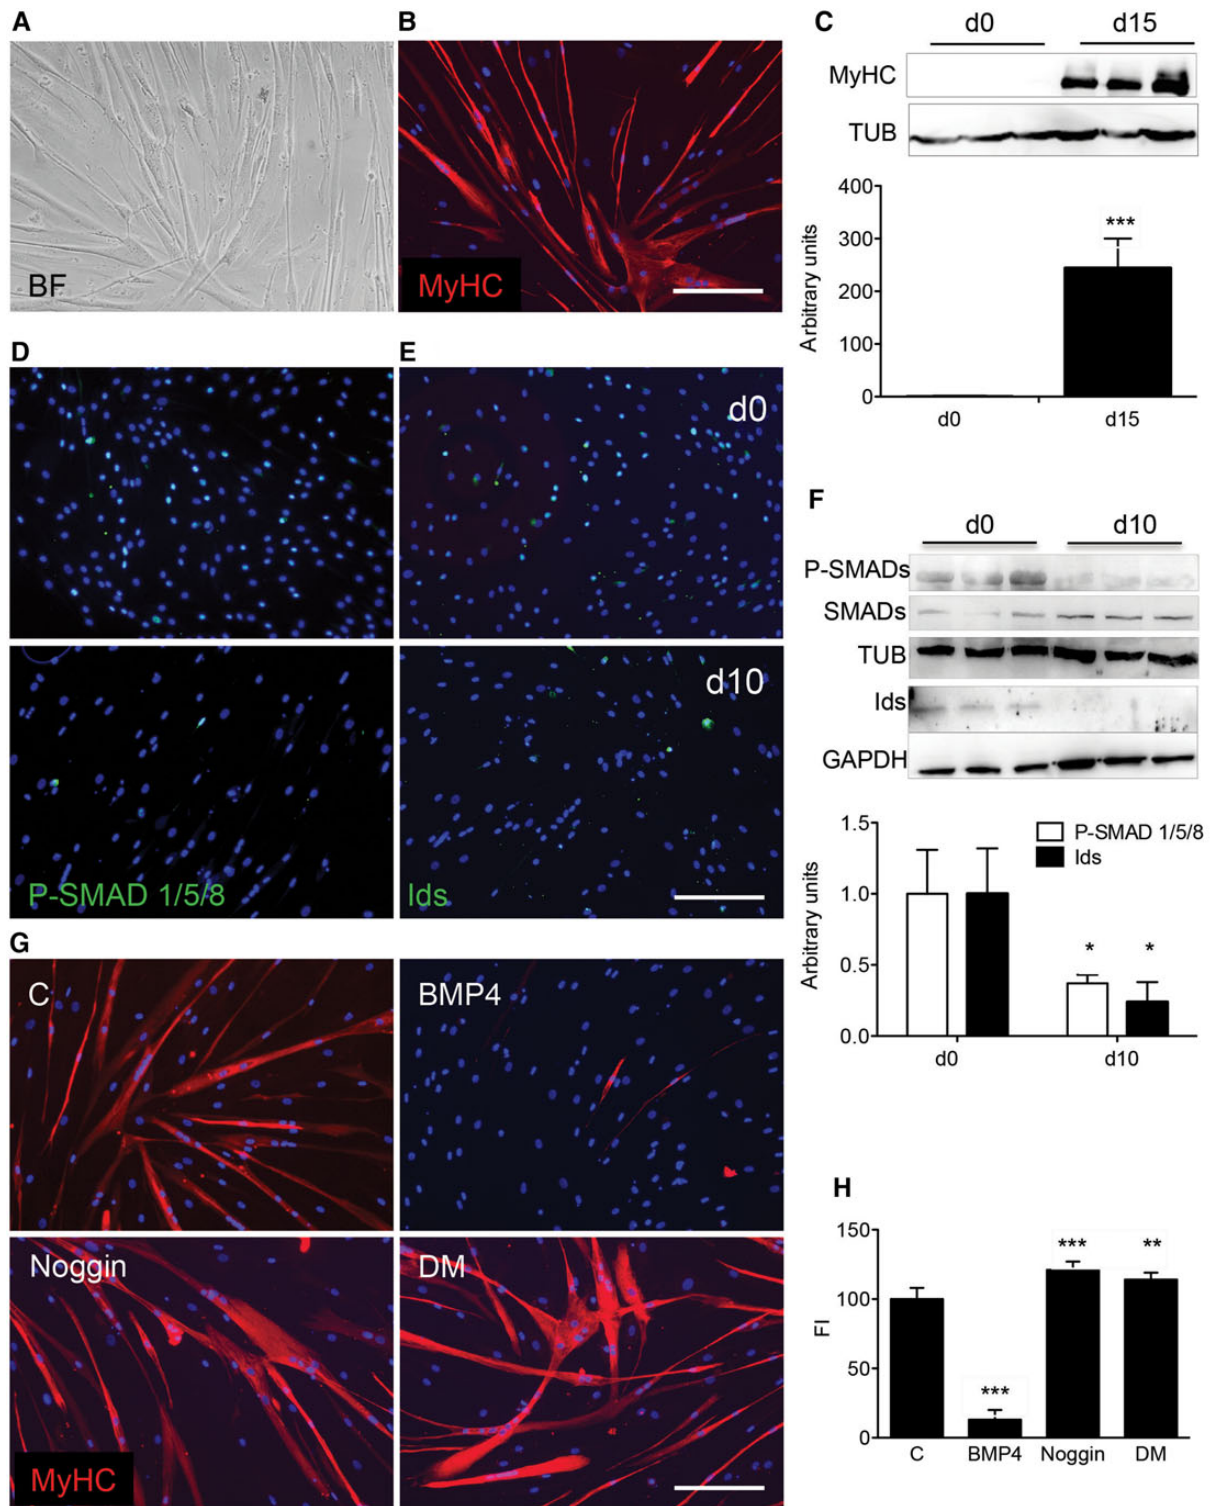 A
BF
B
MyHC
C
d0 d15
MyHC
TUB
400
300
200
100
0
Arbitrary units
***
d0 d15
D
P-SMAD 1/5/8
E
d0
d10
Ids
F
d0 d10
P-SMADs
SMADs
TUB
Ids
GAPDH
1.5
1.0
0.5
0.0
Arbitrary units
P-SMAD 1/5/8
Ids
* *
d0 d10
G
C
BMP4
Noggin
MyHC
DM
H
150
100
50
0
FI
***
***
**
C BMP4 Noggin DM